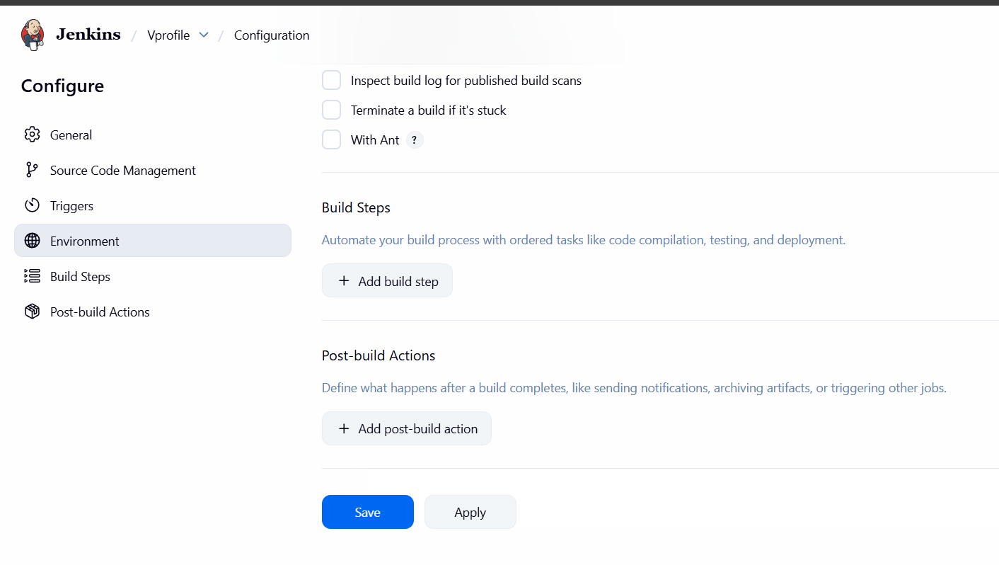 Jenkins / Vprofile / Configuration
Configure
General
Source Code Management
Triggers
Environment
Build Steps
Post-build Actions
Inspect build log for published build scans
Terminate a build if it's stuck
With Ant ?
Build Steps
Automate your build process with ordered tasks like code compilation, testing, and deployment.
+ Add build step
Post-build Actions
Define what happens after a build completes, like sending notifications, archiving artifacts, or triggering other jobs.
+ Add post-build action
Save Apply